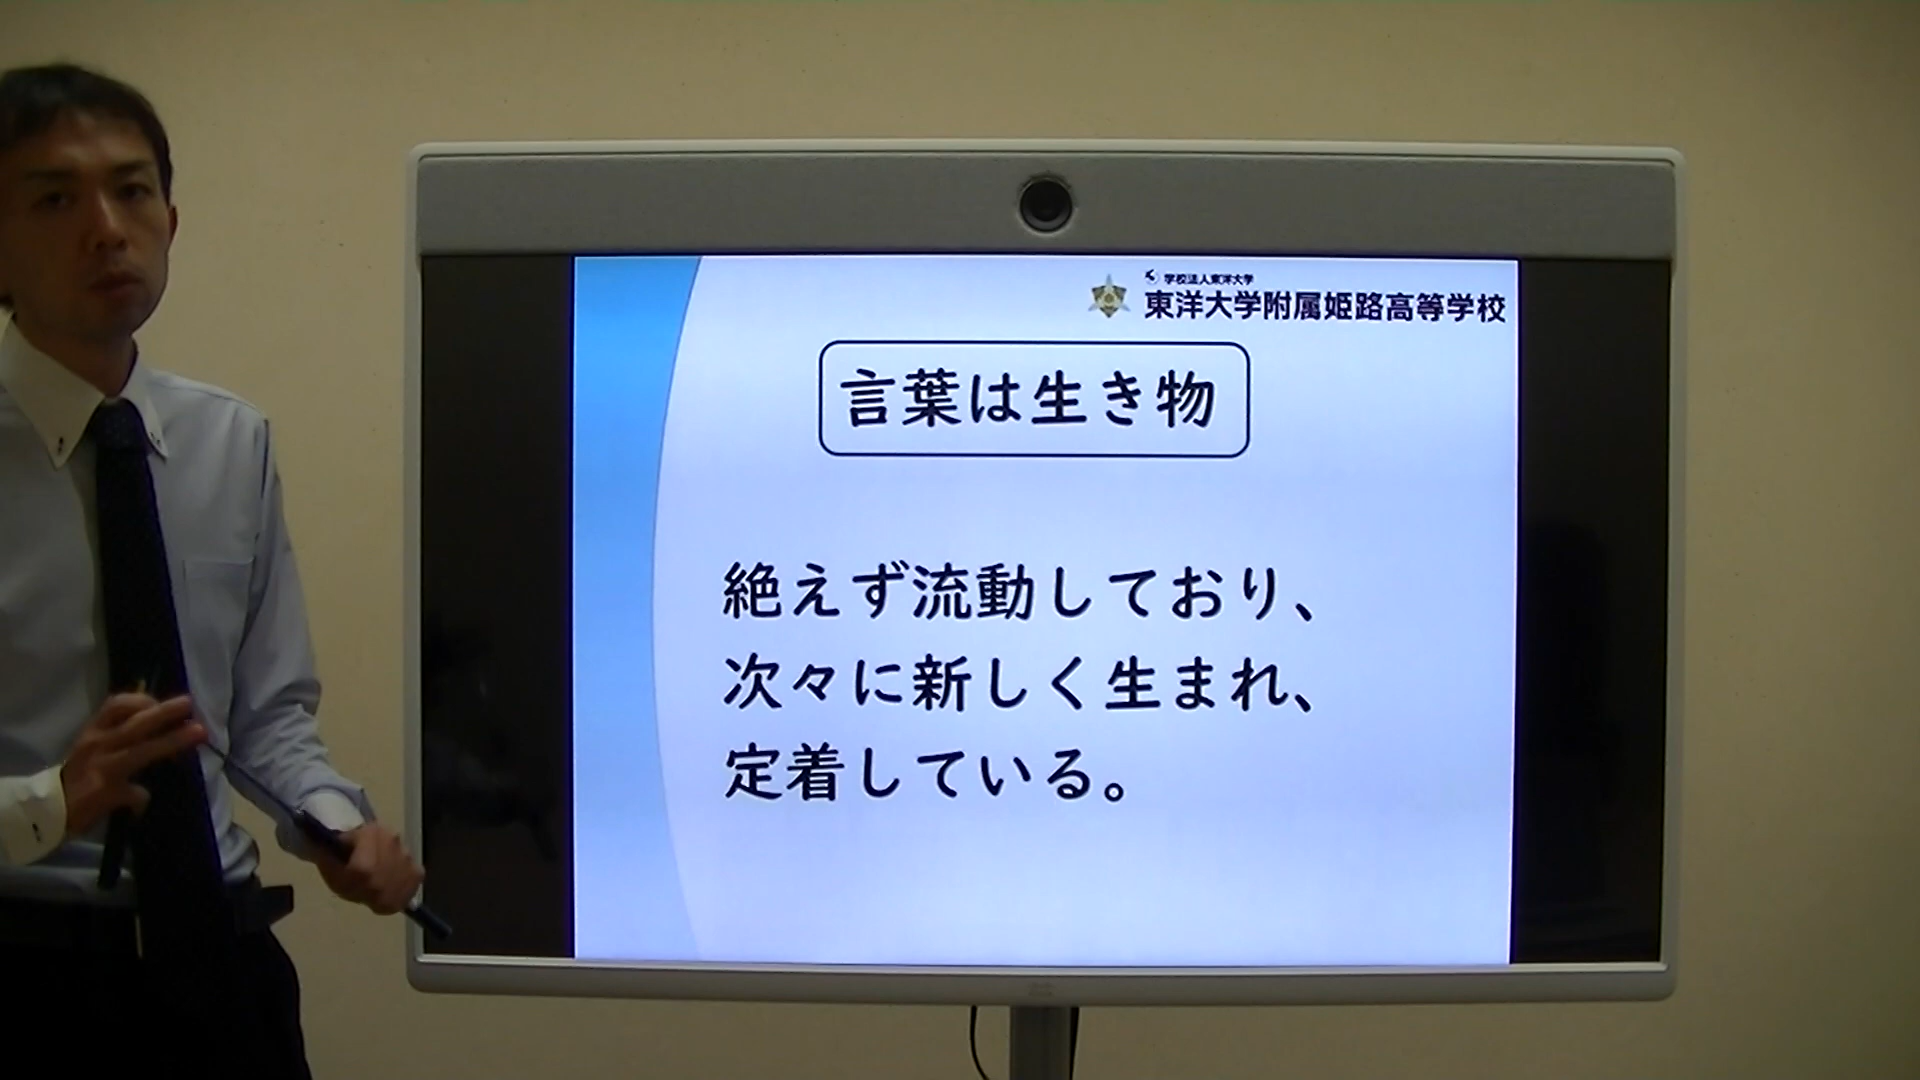 学校法人東洋大学
東洋大学附属姫路高等学校
言葉は生き物
絶えず流動しており、
次々に新しく生まれ、
定着している。